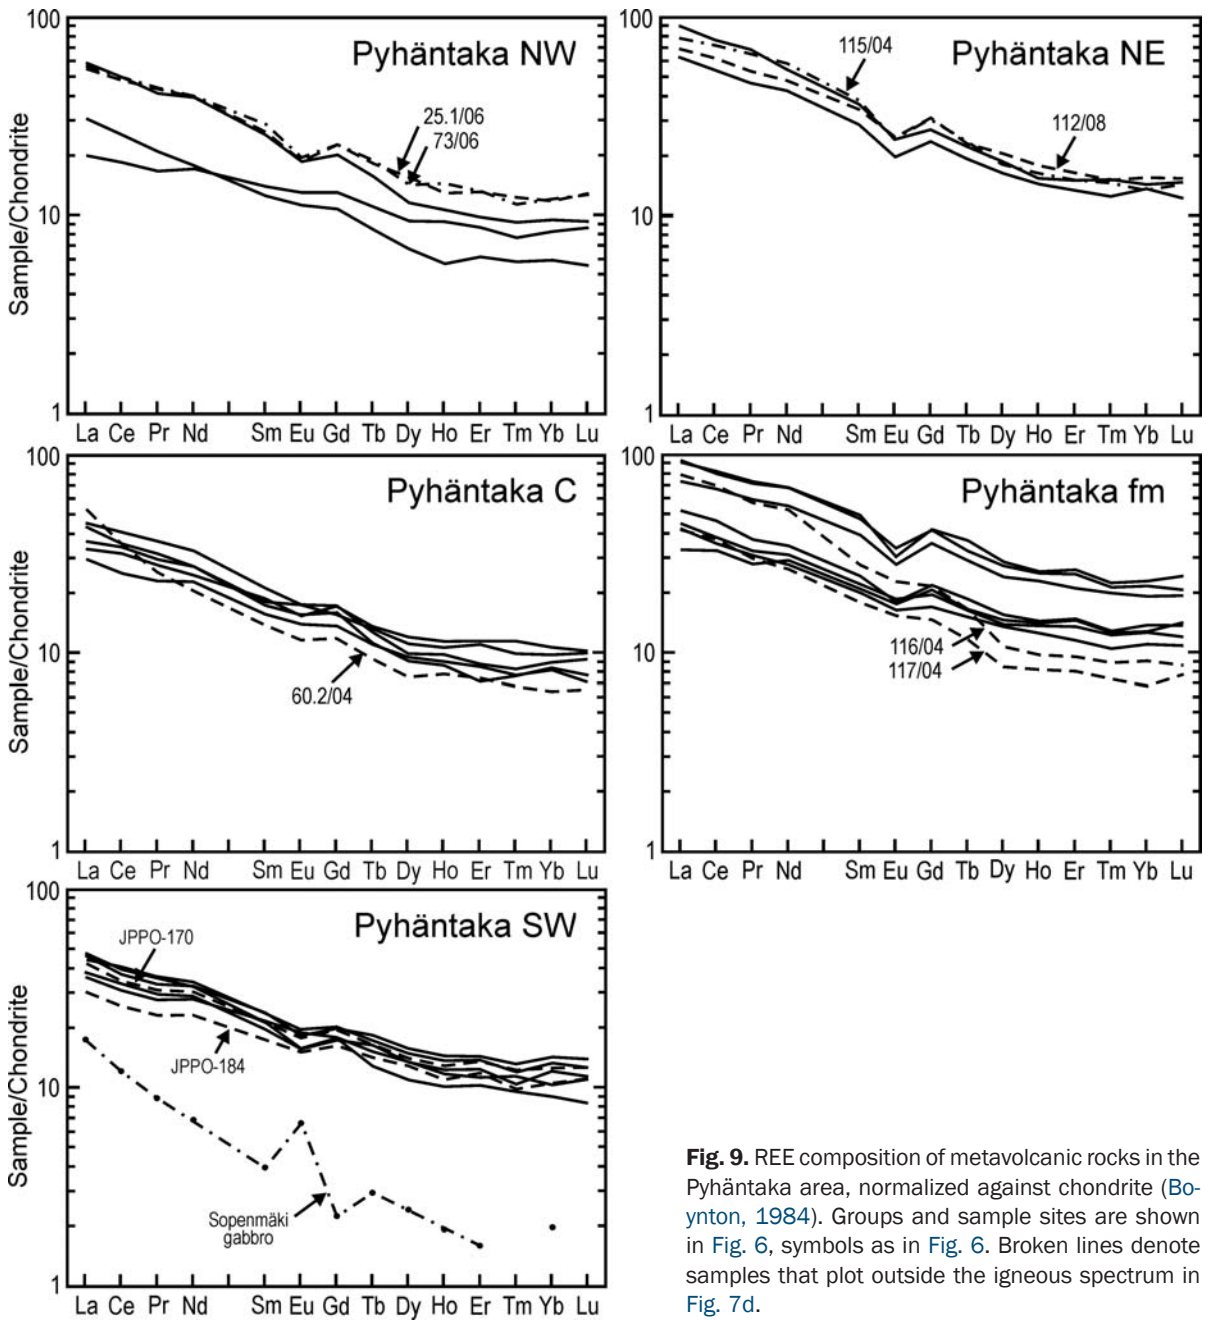 Pyhäntaka NW
Sample/Chondrite
100
10
1
25.1/06
73/06
La Ce Pr Nd Sm Eu Gd Tb Dy Ho Er Tm Yb Lu
Pyhäntaka NE
100
10
1
115/04
112/08
La Ce Pr Nd Sm Eu Gd Tb Dy Ho Er Tm Yb Lu
Pyhäntaka C
Sample/Chondrite
100
10
1
60.2/04
La Ce Pr Nd Sm Eu Gd Tb Dy Ho Er Tm Yb Lu
Pyhäntaka fm
100
10
1
116/04
117/04
La Ce Pr Nd Sm Eu Gd Tb Dy Ho Er Tm Yb Lu
Pyhäntaka SW
Sample/Chondrite
100
10
1
JPPO-170
JPPO-184
Sopenmäki
gabbro
La Ce Pr Nd Sm Eu Gd Tb Dy Ho Er Tm Yb Lu
Fig. 9. REE composition of metavolcanic rocks in the
Pyhäntaka area, normalized against chondrite (Bo-
ynton, 1984). Groups and sample sites are shown
in Fig. 6, symbols as in Fig. 6. Broken lines denote
samples that plot outside the igneous spectrum in
Fig. 7d.